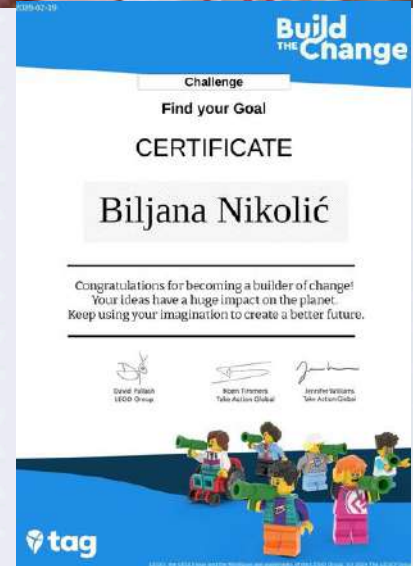 Build
THE Change
Challenge
Find your Goal
CERTIFICATE
Biljana Nikolić
Congratulations for becoming a builder of change!
Your ideas have a huge impact on the planet.
Keep using your imagination to create a better future.
David Pallash
LEGO Group
Koen Timmers
Take Action Global
Jennifer Williams
Take Action Global
tag